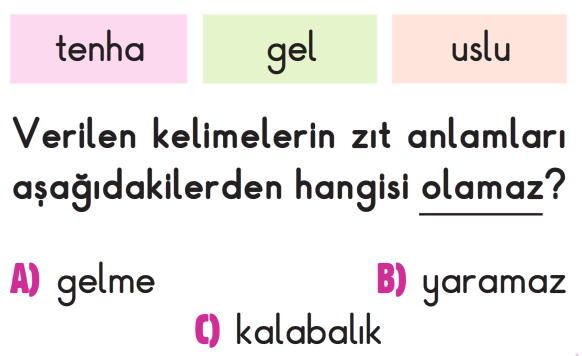 tenha gel uslu
Verilen kelimelerin zıt anlamları
aşağıdakilerden hangisi olamaz?
A) gelme B) yaramaz
C) kalabalık